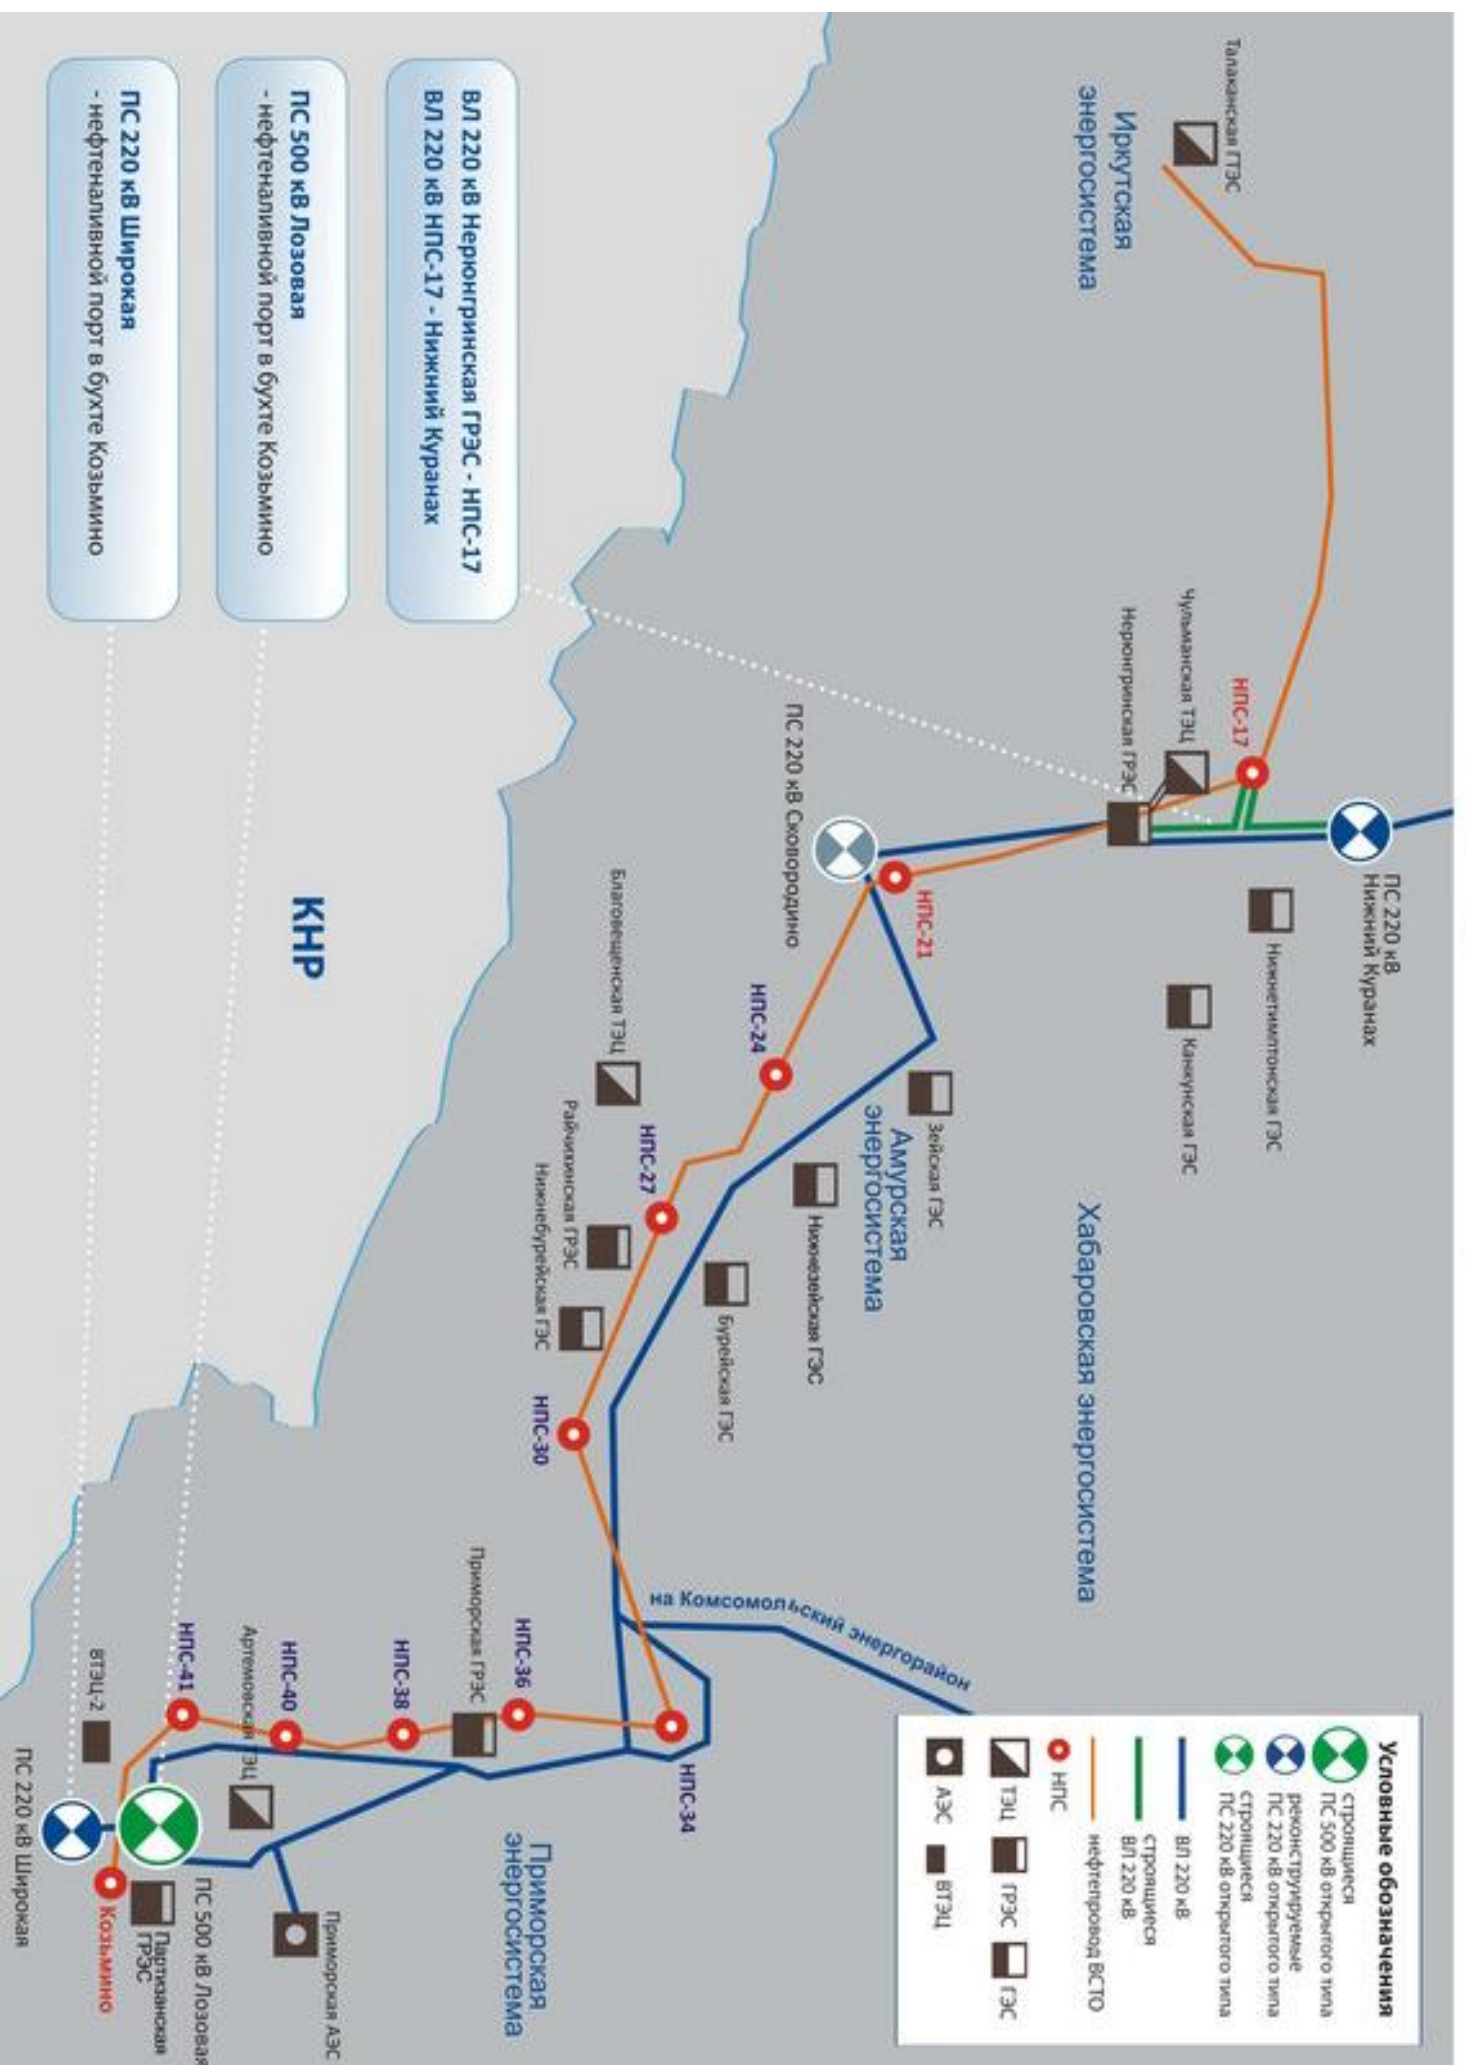 Талаканская ГТЭС
Иркутская
энергосистема
НПС-17
Чульманская ТЭЦ
Нерюнгринская ГРЭС
ПС 220 кВ
Нижний Куранах
Нижнетимптонская ГЭС
Канкунская ГЭС
Хабаровская энергосистема
ПС 220 кВ Сковородино
НПС-21
Зейская ГЭС
Амурская
энергосистема
Нижнезейская ГЭС
Бурейская ГЭС
НПС-24
Благовещенская ТЭЦ
НПС-27
Райчихинская ГРЭС
Нижнебурейская ГЭС
НПС-30
на Комсомольский энергорайон
НПС-34
НПС-36
Приморская ГРЭС
НПС-38
НПС-40
Артемовская ТЭЦ
НПС-41
ВТЭЦ-2
ПС 220 кВ Широкая
Козьмино
Партизанская
ГРЭС
ПС 500 кВ Лозовая
Приморская АЭС
Приморская
энергосистема
КНР
ВЛ 220 кВ Нерюнгринская ГРЭС - НПС-17
ВЛ 220 кВ НПС-17 - Нижний Куранах
ПС 500 кВ Лозовая
- нефтеналивной порт в бухте Козьмино
ПС 220 кВ Широкая
- нефтеналивной порт в бухте Козьмино
Условные обозначения
строящиеся
ПС 500 кВ открытого типа
реконструируемые
ПС 220 кВ открытого типа
строящиеся
ПС 220 кВ открытого типа
ВЛ 220 кВ
строящиеся
ВЛ 220 кВ
нефтепровод ВСТО
НПС
ТЭЦ ГРЭС ГЭС
АЭС ВТЭЦ